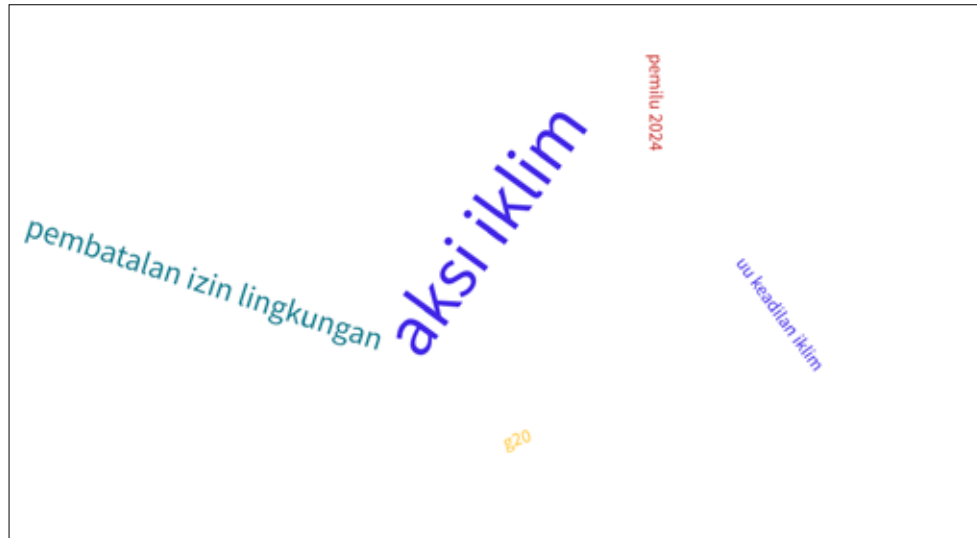 pemilu 2024
aksi iklim
pembatalan izin lingkungan
uu keadilan iklim
g20